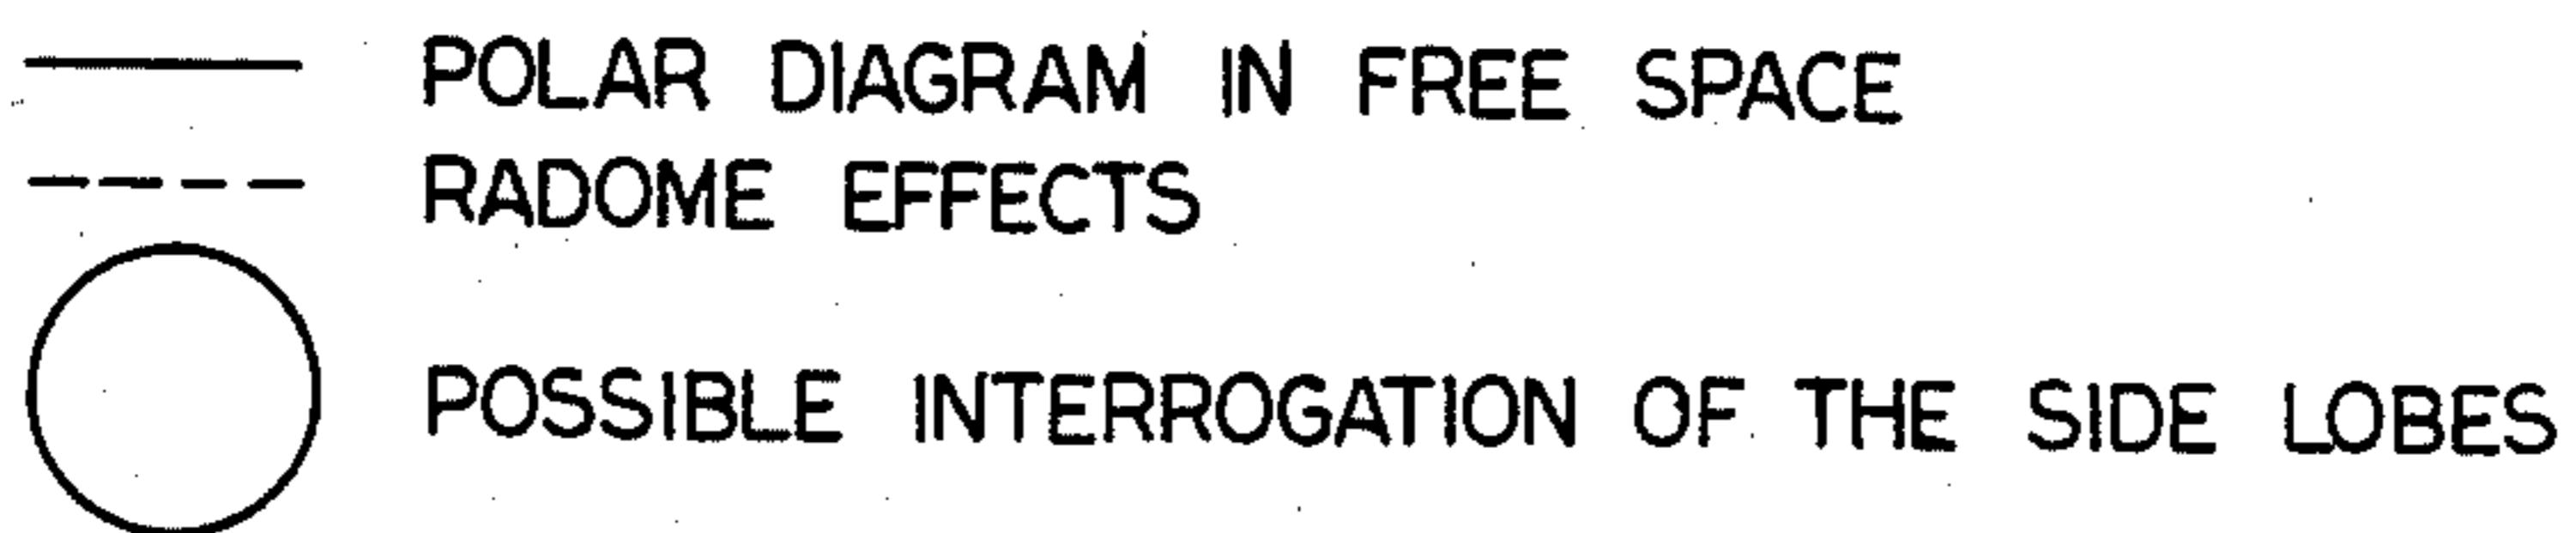 POLAR DIAGRAM IN FREE SPACE
RADOME EFFECTS
POSSIBLE INTERROGATION OF THE SIDE LOBES